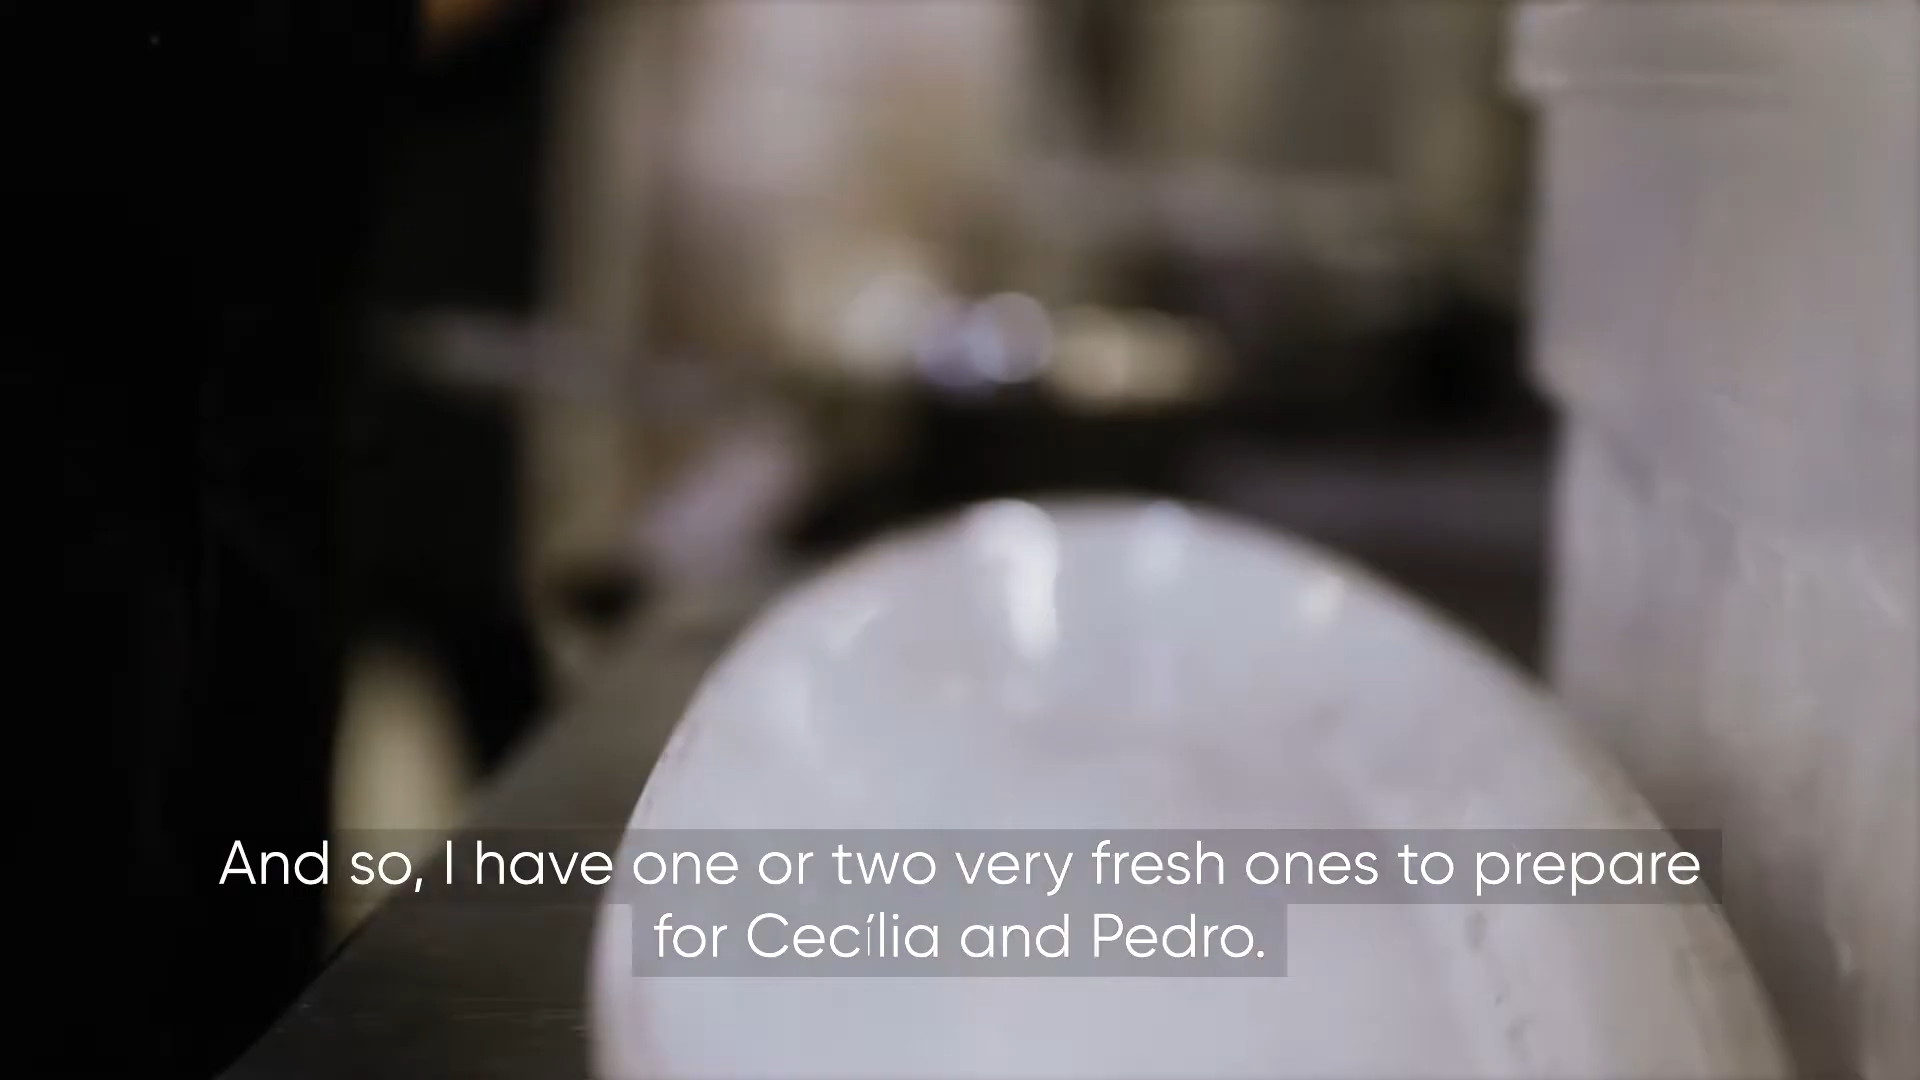 And so, I have one or two very fresh ones to prepare
for Cecília and Pedro.